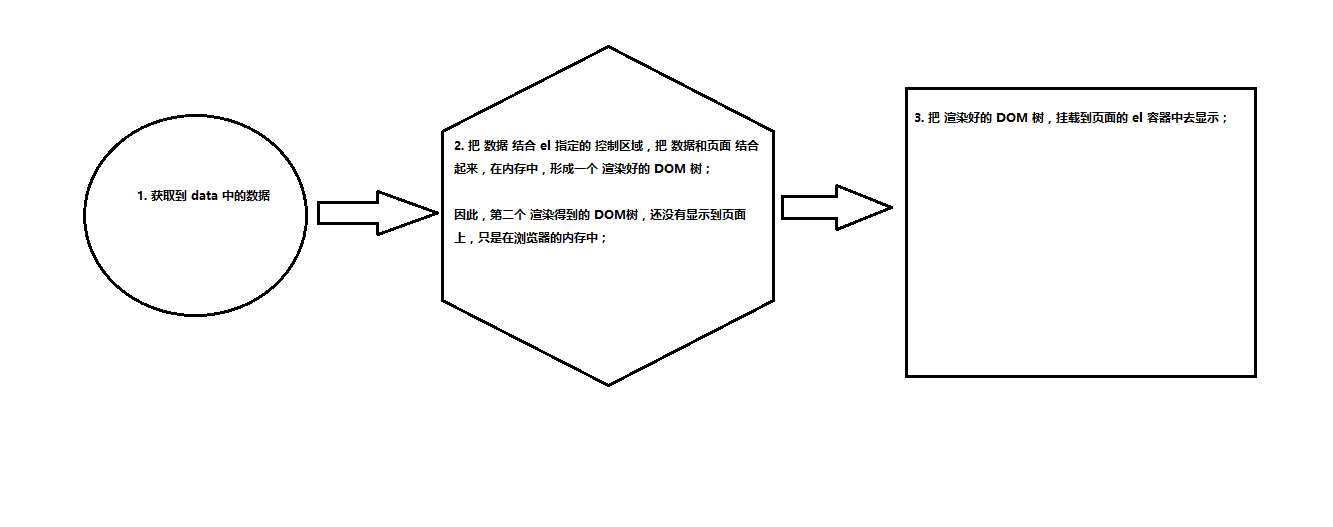 1. 获取到 data 中的数据
2. 把 数据 结合 el 指定的 控制区域，把 数据和页面 结合
起来，在内存中，形成一个 渲染好的 DOM 树；
因此，第二个 渲染得到的 DOM树，还没有显示到页面
上，只是在浏览器的内存中；
3. 把 渲染好的 DOM 树，挂载到页面的 el 容器中去显示；